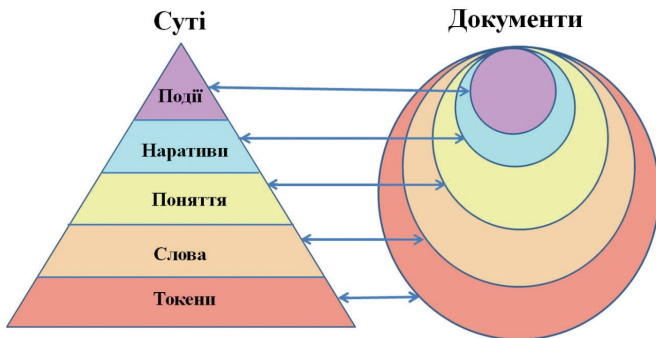 Суті
Документи
Події
Наративи
Поняття
Слова
Токени